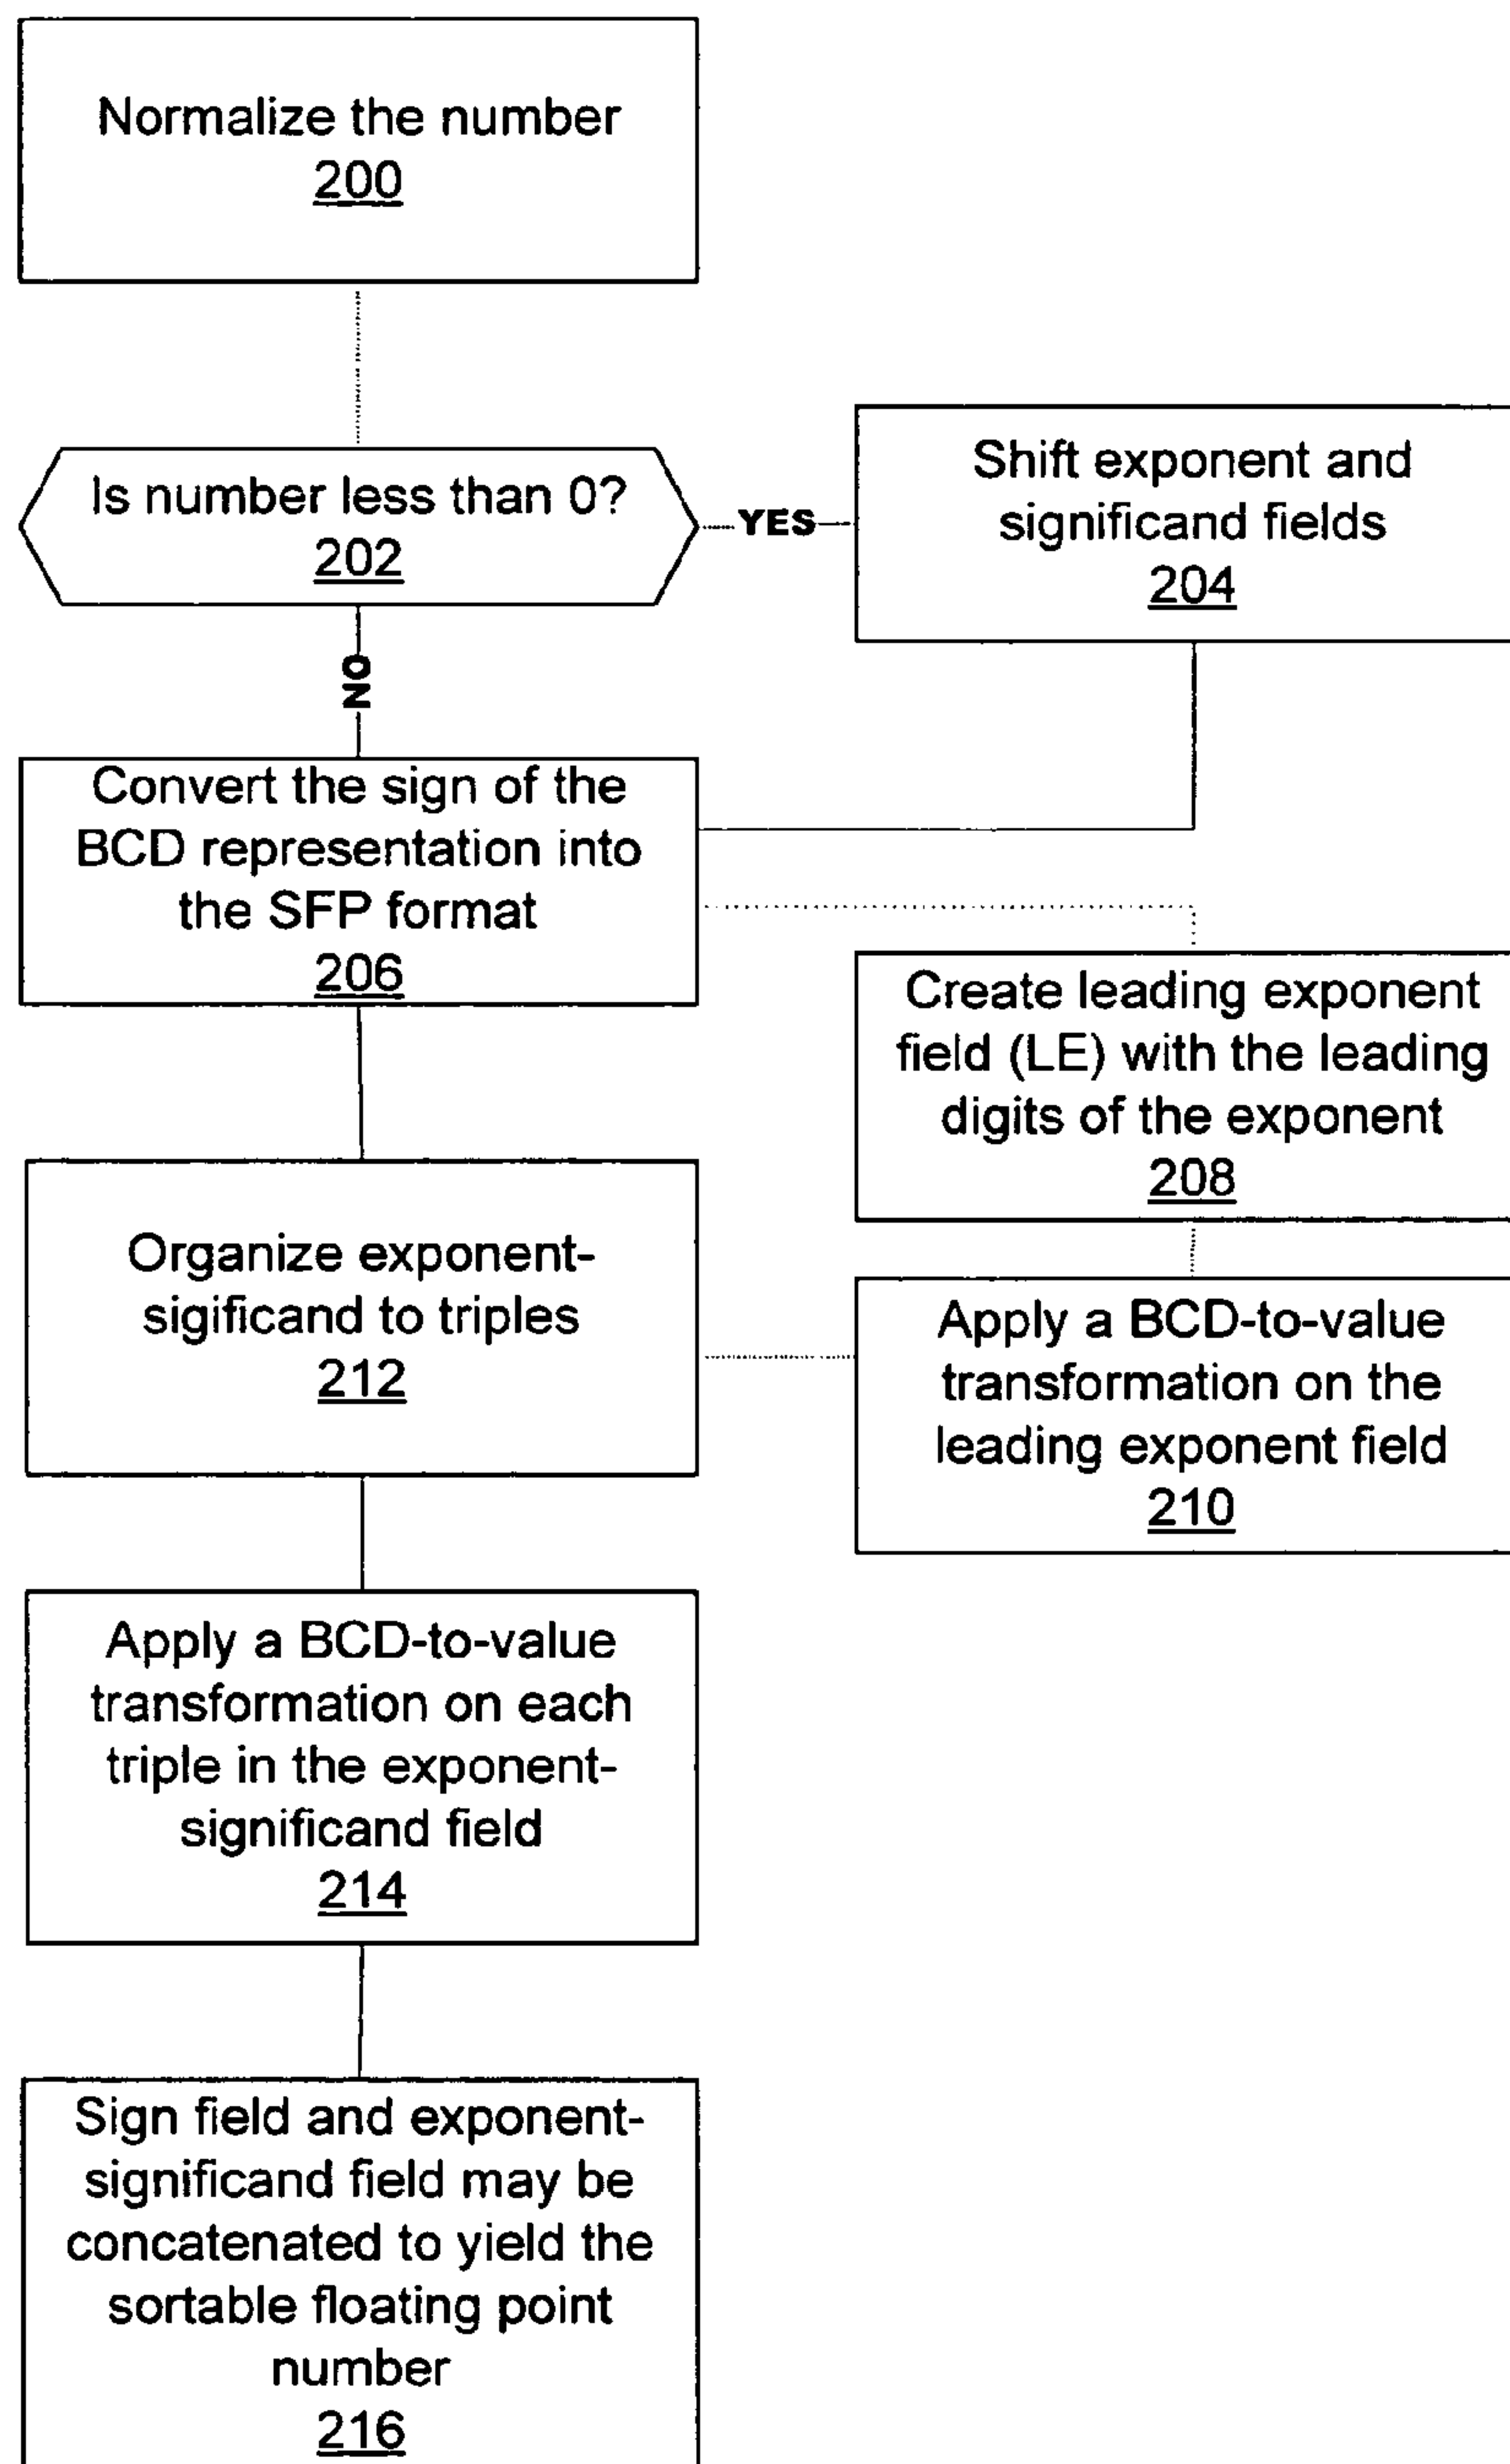 Normalize the number
200
Is number less than 0?
202
YES
Shift exponent and
significand fields
204
NO
Convert the sign of the
BCD representation into
the SFP format
206
Create leading exponent
field (LE) with the leading
digits of the exponent
208
Organize exponent-
sigificand to triples
212
Apply a BCD-to-value
transformation on the
leading exponent field
210
Apply a BCD-to-value
transformation on each
triple in the exponent-
significand field
214
Sign field and exponent-
significand field may be
concatenated to yield the
sortable floating point
number
216